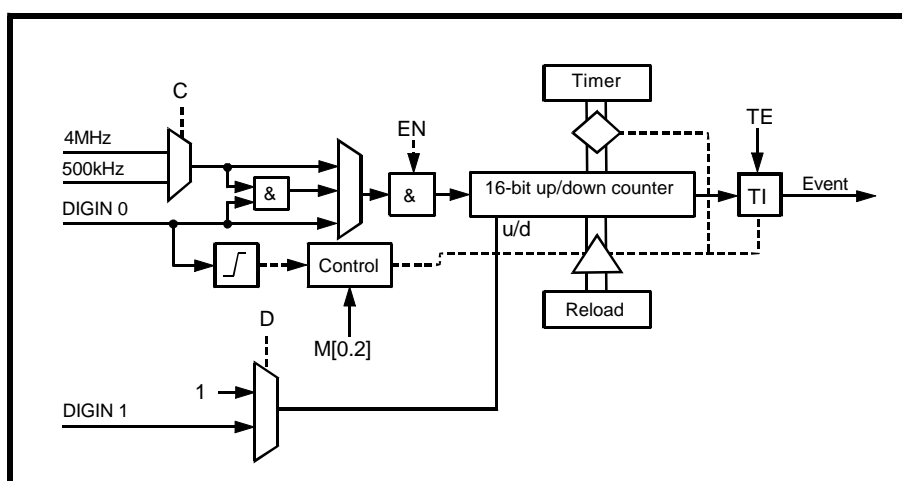 Timer
C
4MHz
EN
TE
500kHz
&
&
16-bit up/down counter
TI
Event
DIGIN 0
u/d
Control
Reload
D
M[0.2]
1
DIGIN 1